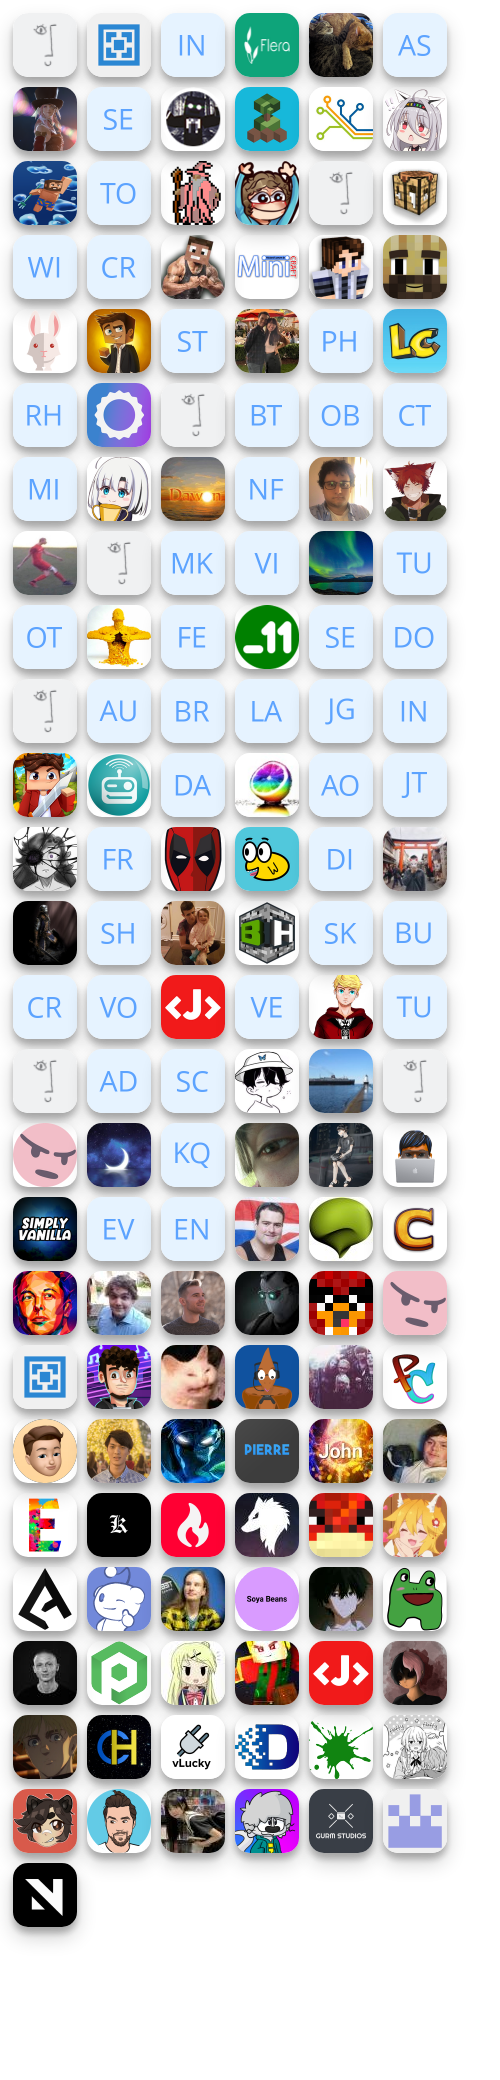 IN
Flera
AS
SE
TO
WI
CR
Mini
ST
PH
LC
RH
BT
OB
CT
MI
Dawon
NF
MK
VI
TU
OT
FE
_11
SE
DO
AU
BR
LA
JG
IN
DA
AO
JT
FR
DI
SH
BH
SK
BU
CR
VO
<J>
VE
TU
AD
SC
KQ
SIMPLY
VANILLA
EV
EN
C
PC
PIERRE
John
E
k
Soya Beans
P
<J>
CH
vLucky
D
GURM STUDIOS
N